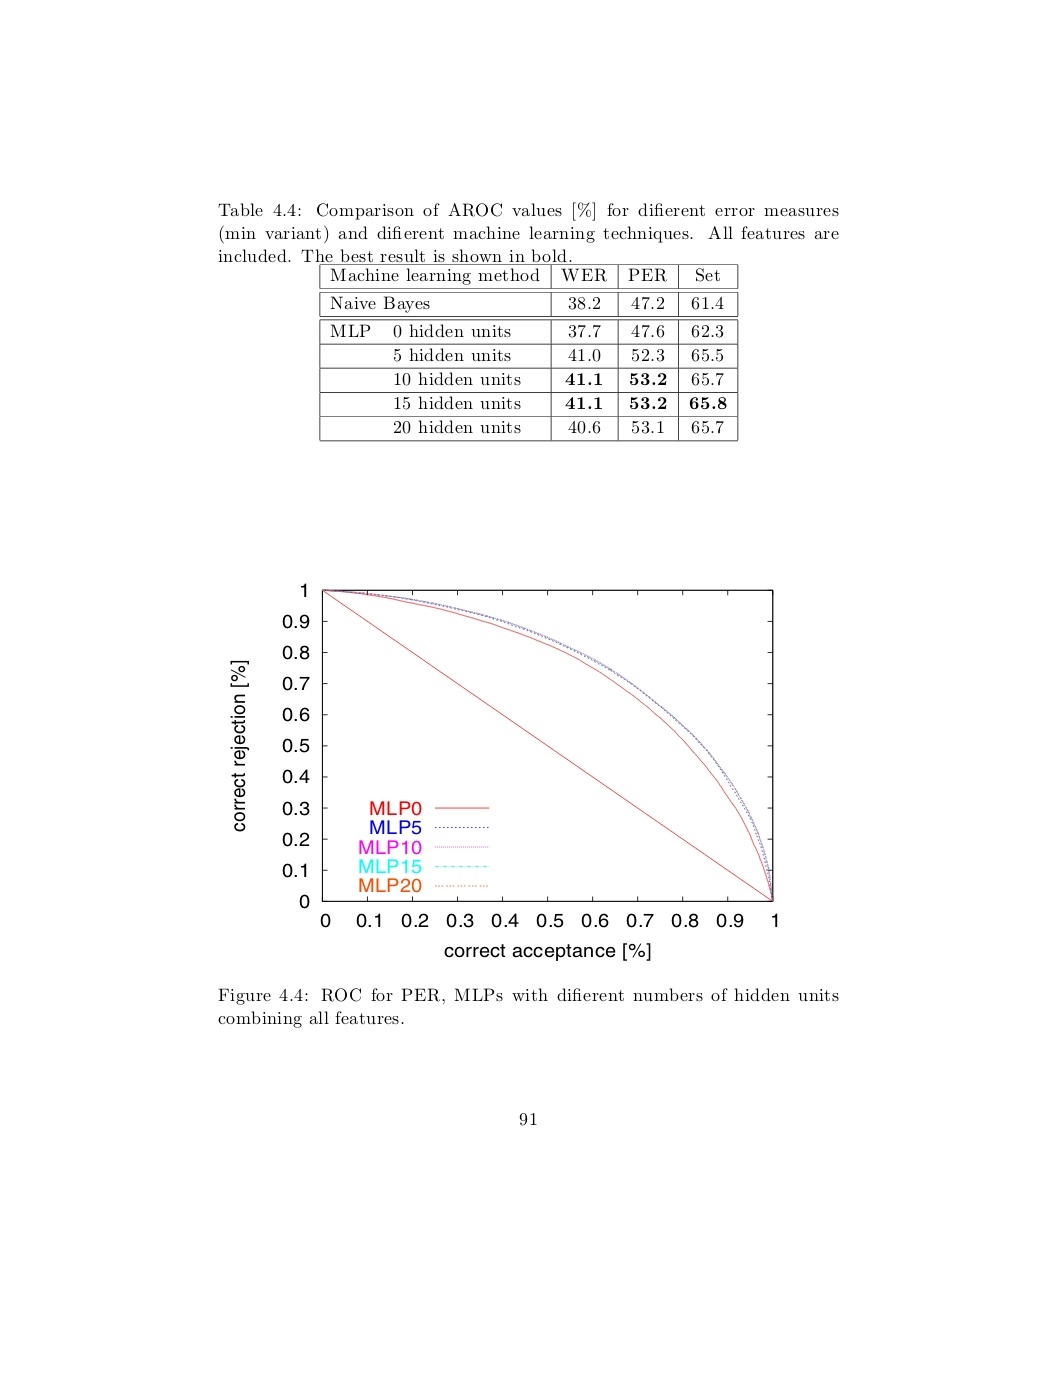 Table 4.4: Comparison of AROC values [%] for different error measures
(min variant) and different machine learning techniques. All features are
included. The best result is shown in bold.
Machine learning method WER PER Set
Naive Bayes 38.2 47.2 61.4
MLP 0 hidden units 37.7 47.6 62.3
5 hidden units 41.0 52.3 65.5
10 hidden units 41.1 53.2 65.7
15 hidden units 41.1 53.2 65.8
20 hidden units 40.6 53.1 65.7
1
0.9
0.8
0.7
0.6
0.5
0.4
0.3
0.2
0.1
0
correct rejection [%]
MLP0
MLP5
MLP10
MLP15
MLP20
0 0.1 0.2 0.3 0.4 0.5 0.6 0.7 0.8 0.9 1
correct acceptance [%]
Figure 4.4: ROC for PER, MLPs with different numbers of hidden units
combining all features.
91